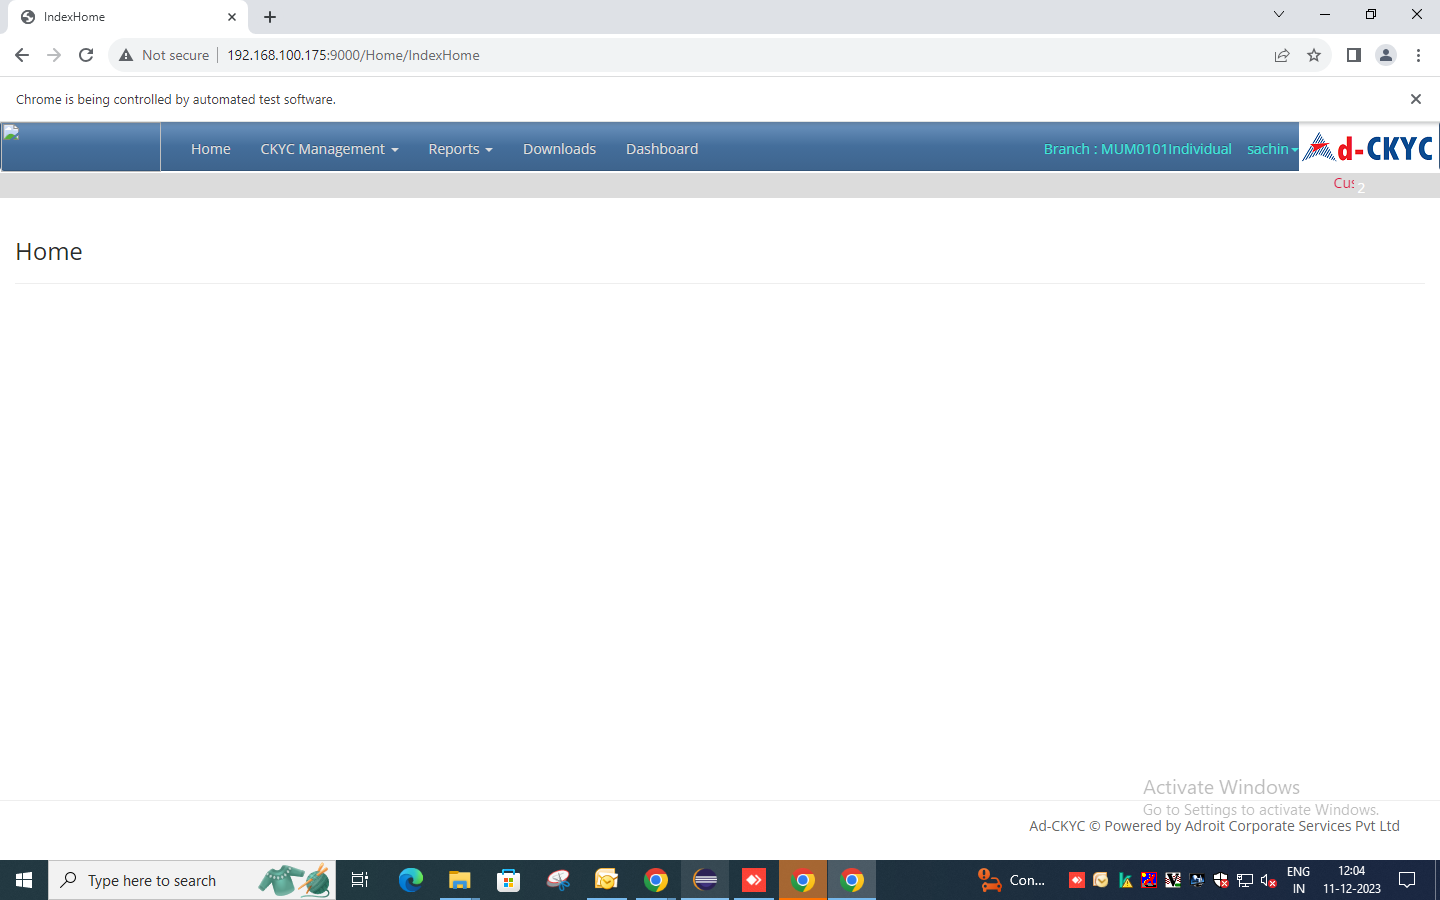 IndexHome
Not secure 192.168.100.175:9000/Home/IndexHome
Chrome is being controlled by automated test software.
Home CKYC Management Reports Downloads Dashboard Branch : MUM0101Individual sachin d-CKYC
Cus 2
Home
Activate Windows
Go to Settings to activate Windows.
Ad-CKYC © Powered by Adroit Corporate Services Pvt Ltd
Type here to search Con... ENG 12:04
IN 11-12-2023